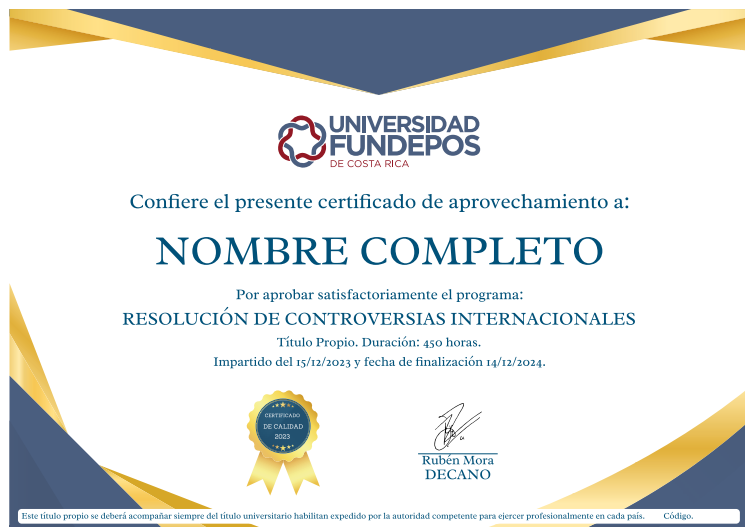 UNIVERSIDAD
FUNDEPOS
DE COSTA RICA
Confiere el presente certificado de aprovechamiento a:
NOMBRE COMPLETO
Por aprobar satisfactoriamente el programa:
RESOLUCIÓN DE CONTROVERSIAS INTERNACIONALES
Título Propio. Duración: 450 horas.
Impartido del 15/12/2023 y fecha de finalización 14/12/2024.
CERTIFICADO
DE CALIDAD
2023
Rubén Mora
DECANO
Este título propio se deberá acompañar siempre del título universitario habilitan expedido por la autoridad competente para ejercer profesionalmente en cada país. Código.